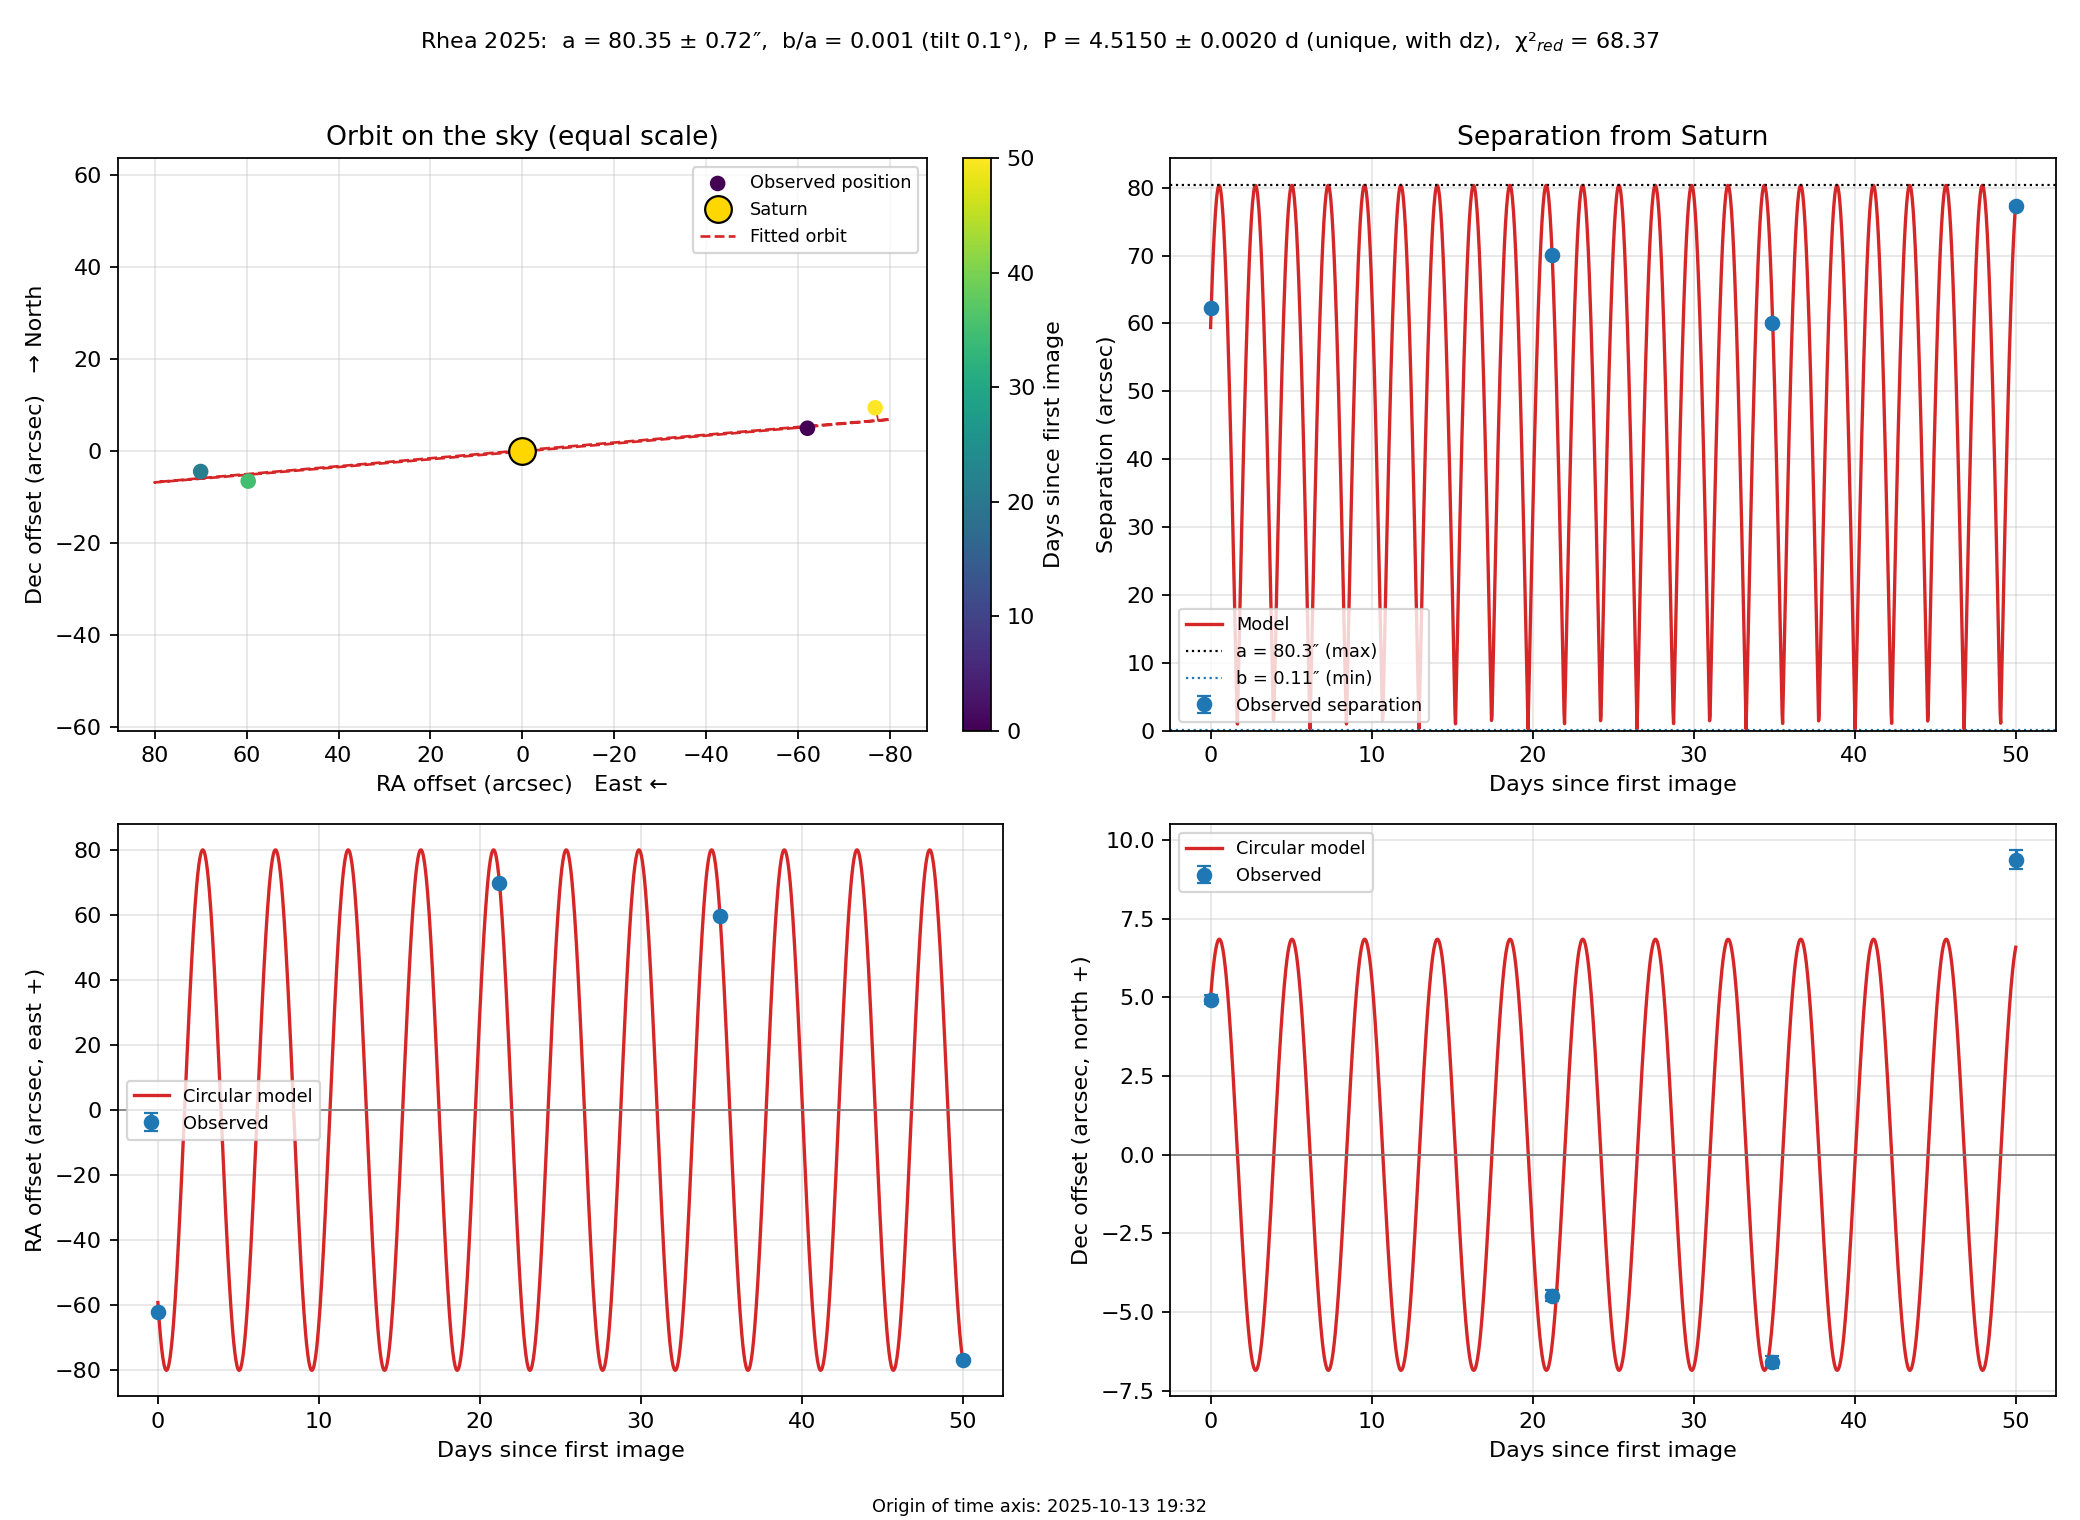 Rhea 2025:  a = 80.35 ± 0.72″,  b/a = 0.001 (tilt 0.1°),  P = 4.5150 ± 0.0020 d (unique, with dz),  χ²red = 68.37
Orbit on the sky (equal scale)
Dec offset (arcsec)   → North
60
40
20
0
−20
−40
−60
Observed position
Saturn
Fitted orbit
80
60
40
20
0
−20
−40
−60
−80
RA offset (arcsec)   East ←
50
40
30
20
10
0
Days since first image
Separation from Saturn
Separation (arcsec)
80
70
60
50
40
30
20
10
0
Model
a = 80.3″ (max)
b = 0.11″ (min)
Observed separation
0
10
20
30
40
50
Days since first image
RA offset (arcsec, east +)
80
60
40
20
0
−20
−40
−60
−80
Circular model
Observed
0
10
20
30
40
50
Days since first image
Dec offset (arcsec, north +)
10.0
7.5
5.0
2.5
0.0
−2.5
−5.0
−7.5
Circular model
Observed
0
10
20
30
40
50
Days since first image
Origin of time axis: 2025-10-13 19:32